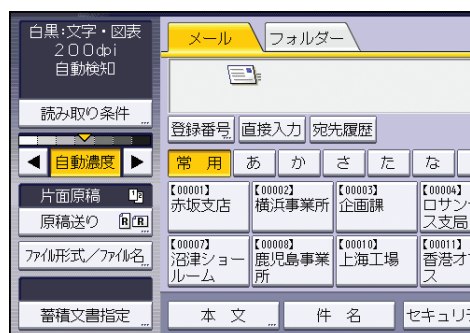 白黒:文字・図表
200dpi
自動検知
読み取り条件
自動濃度
片面原稿
原稿送り
ファイル形式/ファイル名
蓄積文書指定
メール
フォルダー
登録番号
直接入力
宛先履歴
常用
あ
か
さ
た
な
【00001】
赤坂支店
【00002】
横浜事業所
【00003】
企画課
【00004】
ロサン
ス支局
【00007】
沼津ショー
ルーム
【00008】
鹿児島事業
所
【00010】
上海工場
【00011】
香港オ
ス
本文
件名
セキュリ